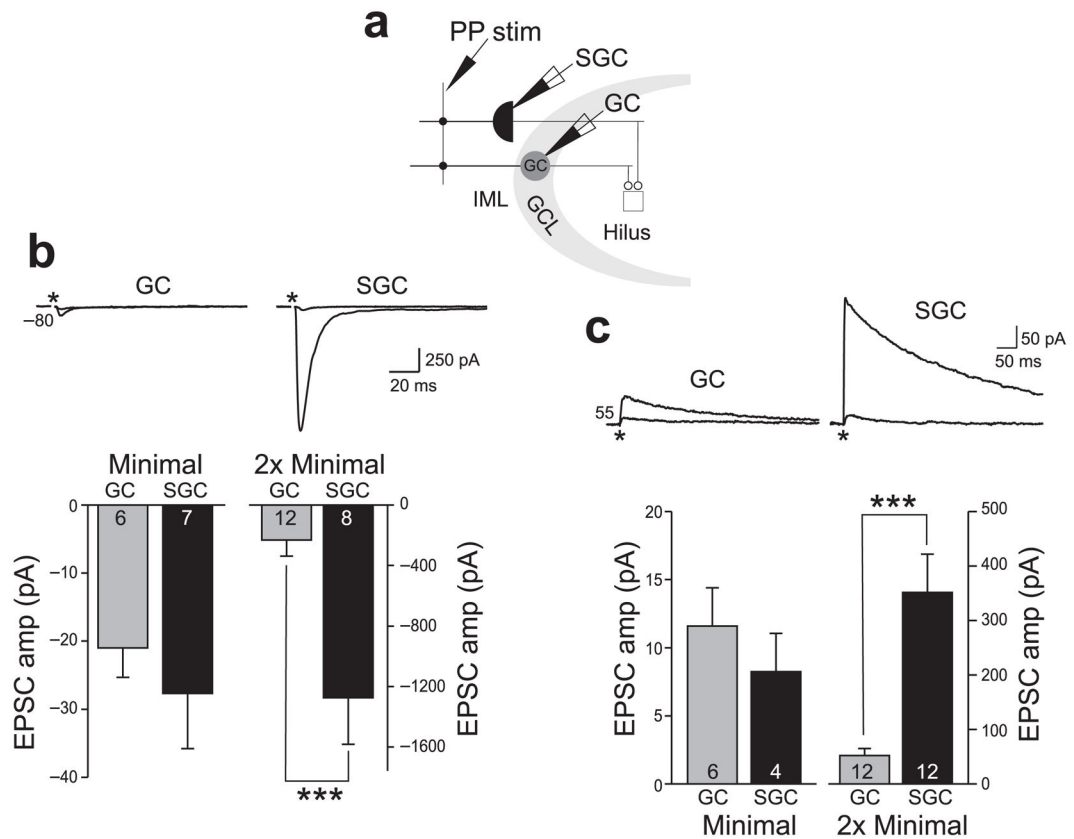 a
PP stim
SGC
GC
GC
IML
GCL
Hilus
b
* GC * SGC
−80
250 pA
20 ms
c
GC
SGC
50 pA
50 ms
55
* *
Minimal 2x Minimal
GC SGC GC SGC
6 7 12 8
EPSC amp (pA)
0
−10
−20
−30
−40
0
−400
−800
−1200
−1600
EPSC amp (pA)
***
EPSC amp (pA)
20
15
10
5
0
***
500
400
300
200
100
0
EPSC amp (pA)
6 4 12 12
GC SGC GC SGC
Minimal 2x Minimal